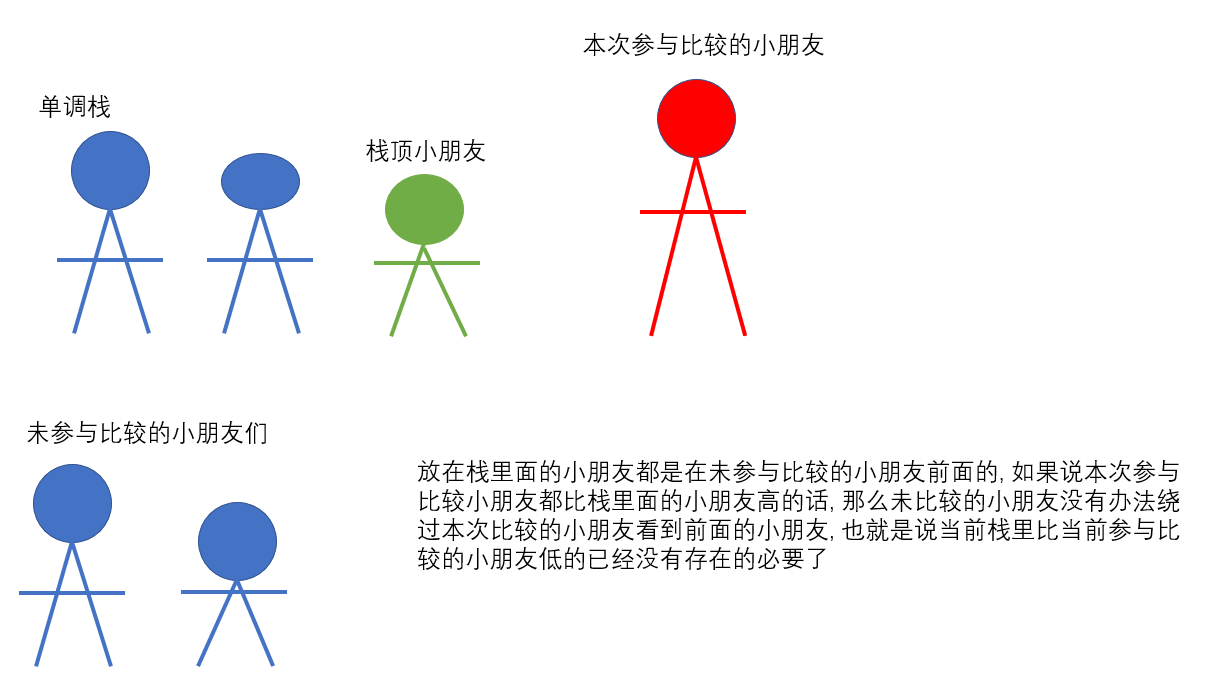 本次参与比较的小朋友
单调栈
栈顶小朋友
未参与比较的小朋友们
放在栈里面的小朋友都是在未参与比较的小朋友前面的, 如果说本次参与
比较小朋友都比栈里面的小朋友高的话, 那么未比较的小朋友没有办法绕
过本次比较的小朋友看到前面的小朋友, 也就是说当前栈里比当前参与比
较的小朋友低的已经没有存在的必要了